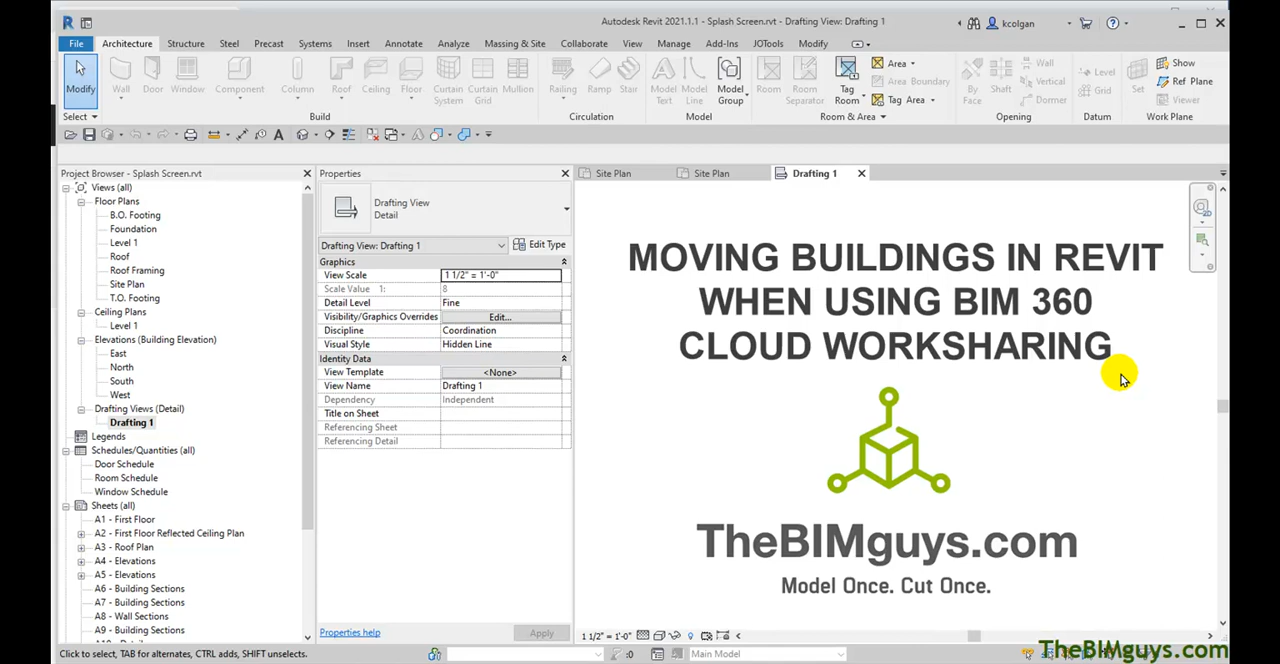 Autodesk Revit 2021.1.1 - Splash Screen.rvt - Drafting View: Drafting 1
kcolgan
File Architecture Structure Steel Precast Systems Insert Annotate Analyze Massing & Site Collaborate View Manage Add-Ins JOTools Modify
Modify
Wall
Door
Window
Component
Column
Roof
Ceiling
Floor
Curtain System
Curtain Grid
Mullion
Railing
Ramp
Stair
Model Text
Model Line
Model Group
Room
Room Separator
Tag Room
Area
Area Boundary
Tag Area
By Face
Shaft
Wall
Vertical
Dormer
Level
Grid
Set
Show
Ref Plane
Viewer
Select Build Circulation Model Room & Area Opening Datum Work Plane
Project Browser - Splash Screen.rvt
Views (all)
Floor Plans
B.O. Footing
Foundation
Level 1
Roof
Roof Framing
Site Plan
T.O. Footing
Ceiling Plans
Level 1
Elevations (Building Elevation)
East
North
South
West
Drafting Views (Detail)
Drafting 1
Legends
Schedules/Quantities (all)
Door Schedule
Room Schedule
Window Schedule
Sheets (all)
A1 - First Floor
A2 - First Floor Reflected Ceiling Plan
A3 - Roof Plan
A4 - Elevations
A5 - Elevations
A6 - Building Sections
A7 - Building Sections
A8 - Wall Sections
A9 - Building Sections
Properties
Drafting View
Detail
Drafting View: Drafting 1 Edit Type
Graphics
View Scale 1 1/2" = 1'-0"
Scale Value 1: 8
Detail Level Fine
Visibility/Graphics Overrides Edit...
Discipline Coordination
Visual Style Hidden Line
Identity Data
View Template <None>
View Name Drafting 1
Dependency Independent
Title on Sheet
Referencing Sheet
Referencing Detail
Properties help Apply
Site Plan Site Plan Drafting 1
MOVING BUILDINGS IN REVIT
WHEN USING BIM 360
CLOUD WORKSHARING
TheBIMguys.com
Model Once. Cut Once.
1 1/2" = 1'-0"
Click to select, TAB for alternates, CTRL adds, SHIFT unselects.
:0
Main Model
TheBIMguys.com